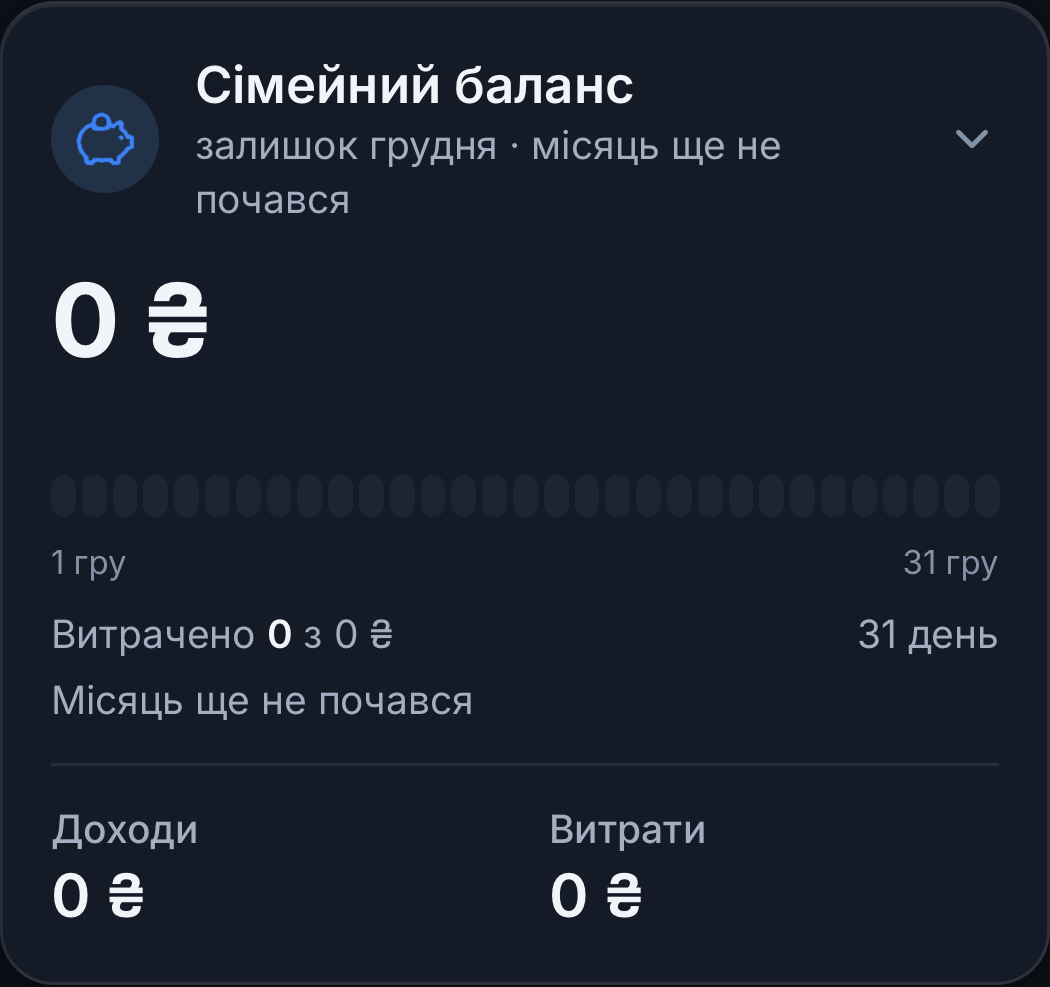 Сімейний баланс
залишок грудня · місяць ще не
почався
0 ₴
1 гру
31 гру
Витрачено 0 з 0 ₴
31 день
Місяць ще не почався
Доходи
Витрати
0 ₴
0 ₴